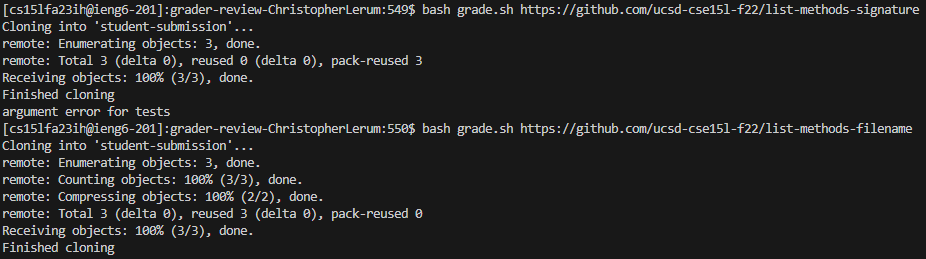 [cs15lfa23ih@ieng6-201]:grader-review-ChristopherLerum:549$ bash grade.sh https://github.com/ucsd-cse15l-f22/list-methods-signature
Cloning into 'student-submission'...
remote: Enumerating objects: 3, done.
remote: Total 3 (delta 0), reused 0 (delta 0), pack-reused 3
Receiving objects: 100% (3/3), done.
Finished cloning
argument error for tests
[cs15lfa23ih@ieng6-201]:grader-review-ChristopherLerum:550$ bash grade.sh https://github.com/ucsd-cse15l-f22/list-methods-filename
Cloning into 'student-submission'...
remote: Enumerating objects: 3, done.
remote: Counting objects: 100% (3/3), done.
remote: Compressing objects: 100% (2/2), done.
remote: Total 3 (delta 0), reused 3 (delta 0), pack-reused 0
Receiving objects: 100% (3/3), done.
Finished cloning